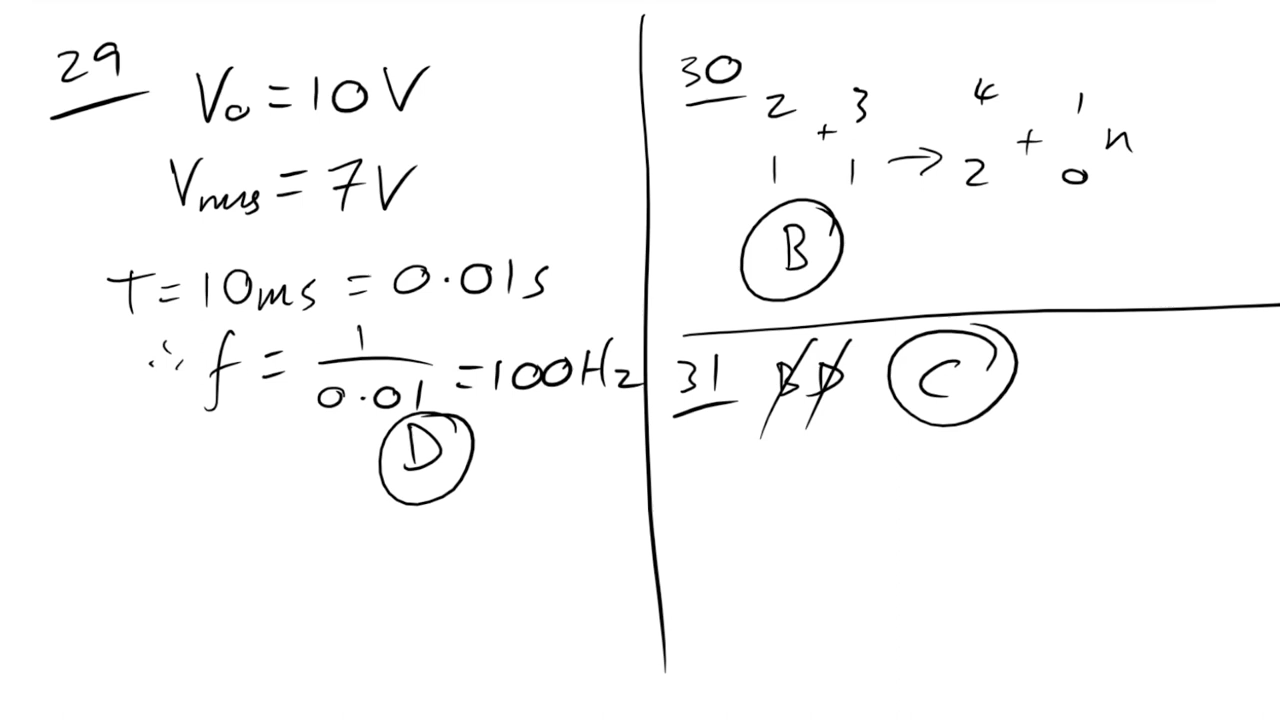 29
V₀ = 10V
Vrms = 7V
T = 10ms = 0.01s
∴ f = 1/0.01 = 100Hz
D
30
2 + 3 → 4 + 1 n
1 1 2 0
B
31 B D C